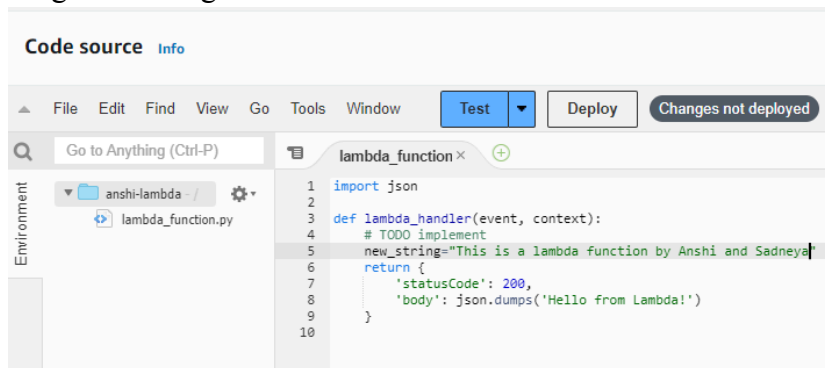 Code source Info
File Edit Find View Go Tools Window Test Deploy Changes not deployed
Go to Anything (Ctrl-P)
lambda_function
Environment
anshi-lambda - /
lambda_function.py
1 import json
2
3 def lambda_handler(event, context):
4 # TODO implement
5 new_string="This is a lambda function by Anshi and Sadneya"
6 return {
7 'statusCode': 200,
8 'body': json.dumps('Hello from Lambda!')
9 }
10